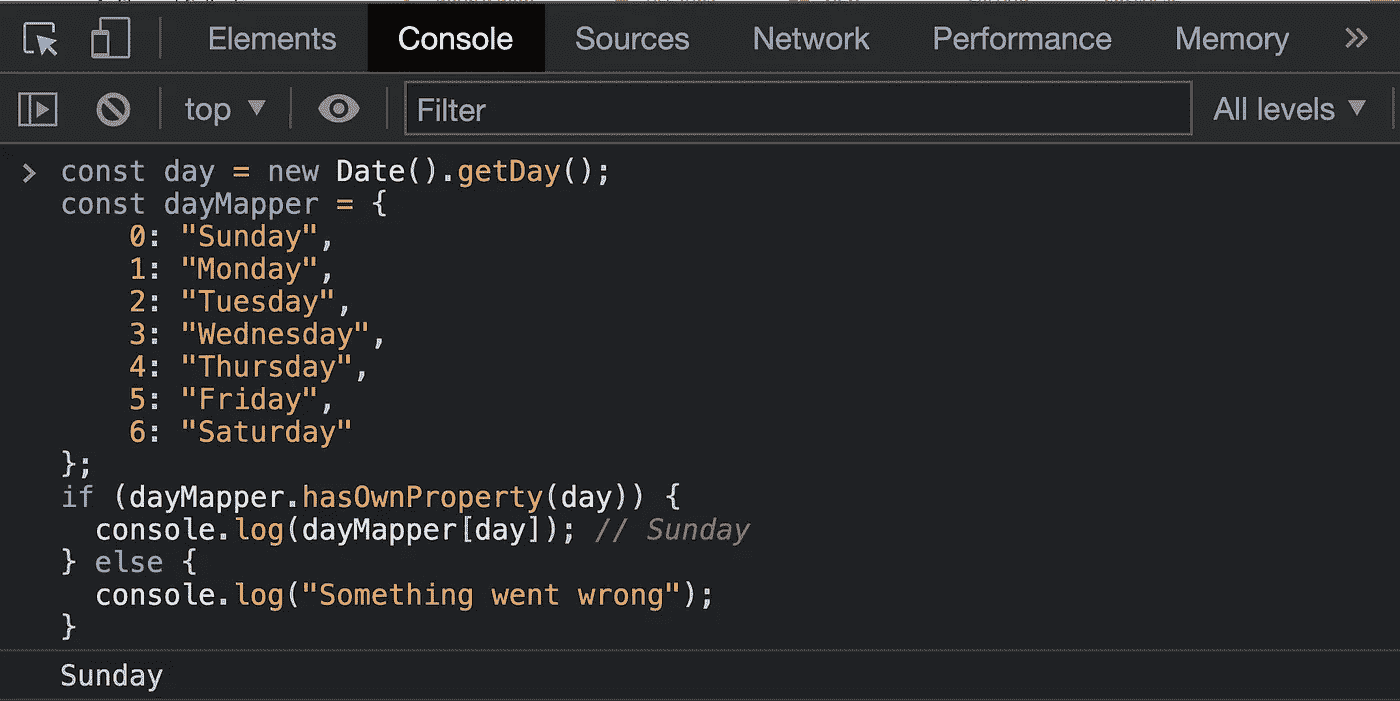 Elements Console Sources Network Performance Memory »
top ▼ Filter All levels ▼
> const day = new Date().getDay();
const dayMapper = {
    0: "Sunday",
    1: "Monday",
    2: "Tuesday",
    3: "Wednesday",
    4: "Thursday",
    5: "Friday",
    6: "Saturday"
};
if (dayMapper.hasOwnProperty(day)) {
  console.log(dayMapper[day]); // Sunday
} else {
  console.log("Something went wrong");
}
Sunday